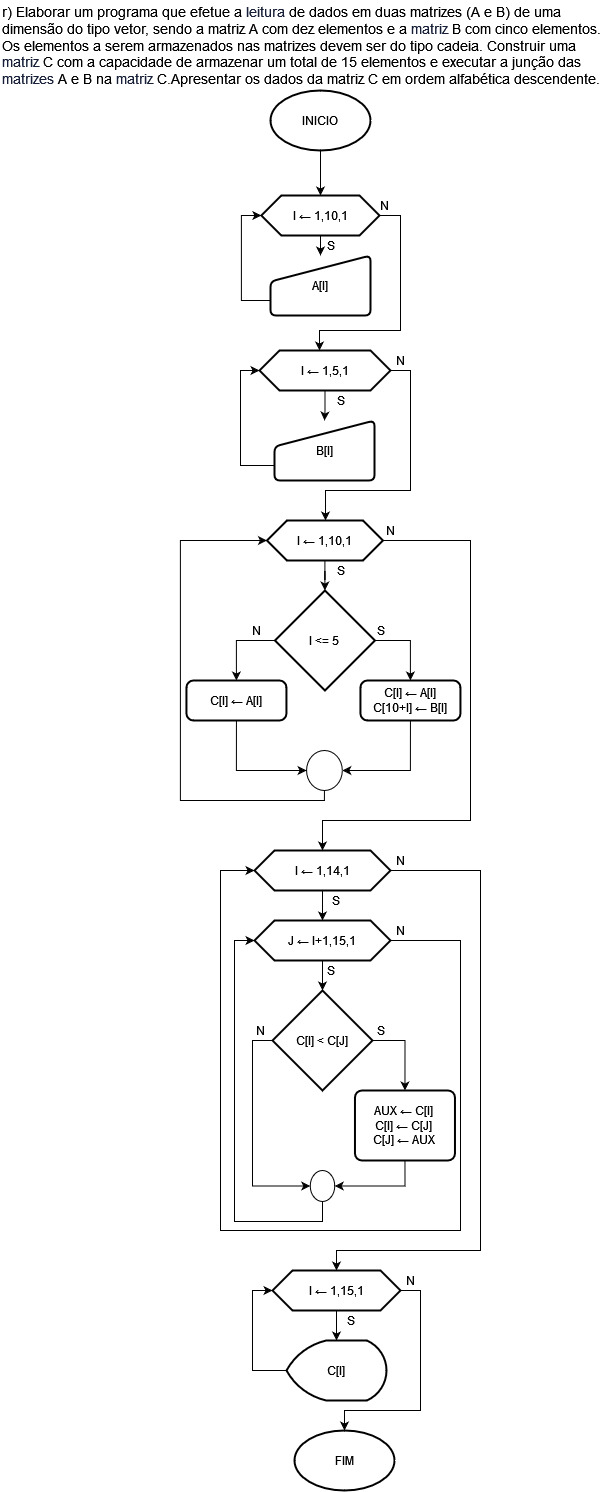 r) Elaborar um programa que efetue a leitura de dados em duas matrizes (A e B) de uma
dimensão do tipo vetor, sendo a matriz A com dez elementos e a matriz B com cinco elementos.
Os elementos a serem armazenados nas matrizes devem ser do tipo cadeia. Construir uma
matriz C com a capacidade de armazenar um total de 15 elementos e executar a junção das
matrizes A e B na matriz C.Apresentar os dados da matriz C em ordem alfabética descendente.
INICIO
I ← 1,10,1
N
S
A[I]
I ← 1,5,1
N
S
B[I]
I ← 1,10,1
N
S
I <= 5
N
S
C[I] ← A[I]
C[I] ← A[I]
C[10+I] ← B[I]
I ← 1,14,1
N
S
J ← I+1,15,1
N
S
C[I] < C[J]
N
S
AUX ← C[I]
C[I] ← C[J]
C[J] ← AUX
I ← 1,15,1
N
S
C[I]
FIM